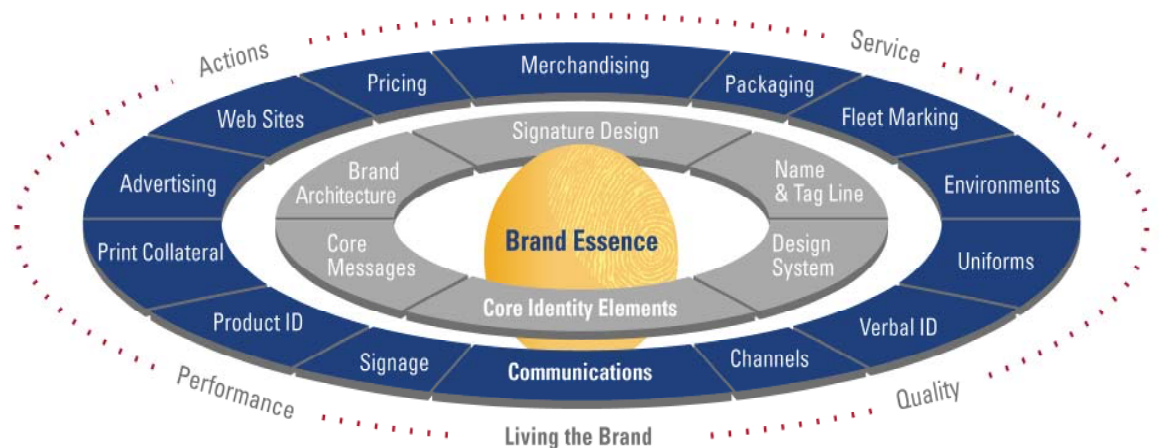 Actions
Service
Merchandising
Pricing
Packaging
Web Sites
Fleet Marking
Signature Design
Advertising
Brand
Architecture
Name
& Tag Line
Environments
Brand Essence
Print Collateral
Core
Messages
Design
System
Uniforms
Core Identity Elements
Product ID
Verbal ID
Signage
Communications
Channels
Performance
Quality
Living the Brand